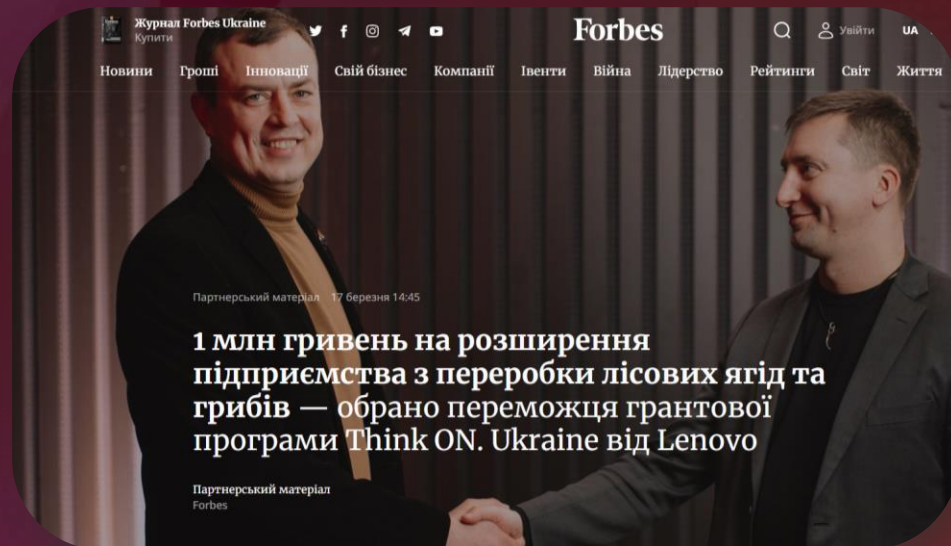 Журнал Forbes Ukraine
Купити
Forbes
Увійти
UA
Новини Гроші Інновації Свій бізнес Компанії Івенти Війна Лідерство Рейтинги Світ Життя
Партнерський матеріал 17 березня 14:45
1 млн гривень на розширення
підприємства з переробки лісових ягід та
грибів — обрано переможця грантової
програми Think ON. Ukraine від Lenovo
Партнерський матеріал
Forbes